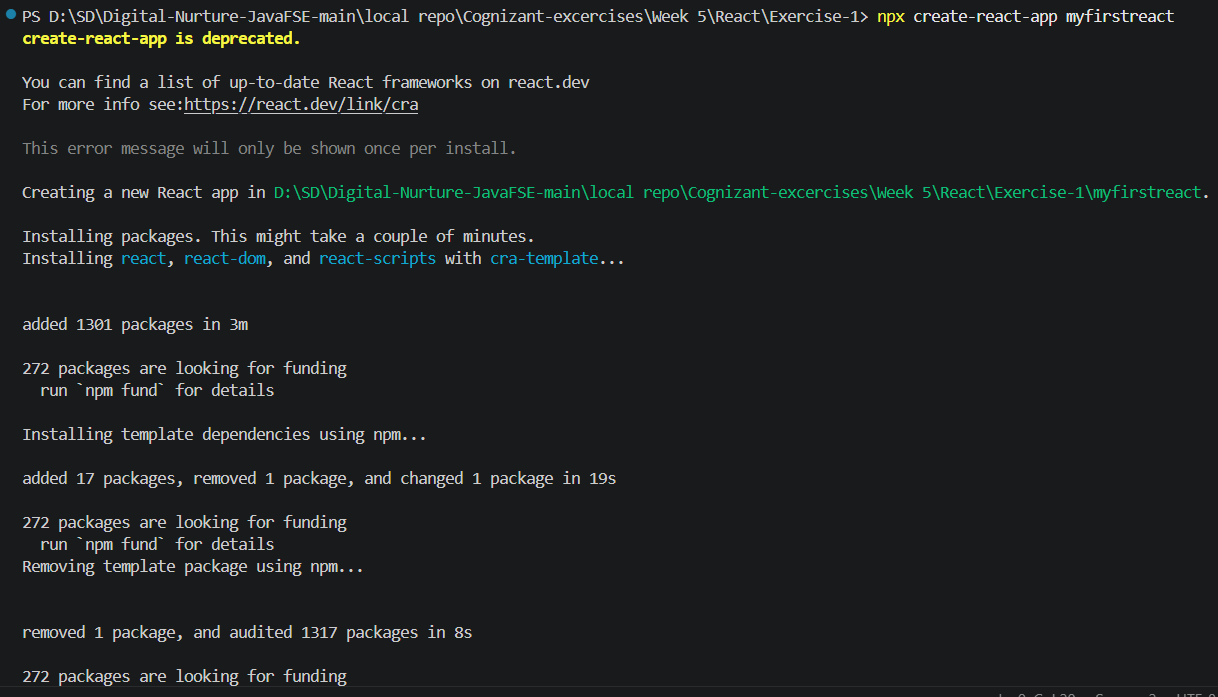 PS D:\SD\Digital-Nurture-JavaFSE-main\local repo\Cognizant-excercises\Week 5\React\Exercise-1> npx create-react-app myfirstreact
create-react-app is deprecated.
You can find a list of up-to-date React frameworks on react.dev
For more info see:https://react.dev/link/cra
This error message will only be shown once per install.
Creating a new React app in D:\SD\Digital-Nurture-JavaFSE-main\local repo\Cognizant-excercises\Week 5\React\Exercise-1\myfirstreact.
Installing packages. This might take a couple of minutes.
Installing react, react-dom, and react-scripts with cra-template...
added 1301 packages in 3m
272 packages are looking for funding
  run `npm fund` for details
Installing template dependencies using npm...
added 17 packages, removed 1 package, and changed 1 package in 19s
272 packages are looking for funding
  run `npm fund` for details
Removing template package using npm...
removed 1 package, and audited 1317 packages in 8s
272 packages are looking for funding